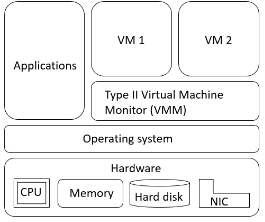 VM 1
VM 2
Applications
Type II Virtual Machine
Monitor (VMM)
Operating system
Hardware
CPU
Memory
Hard disk
NIC